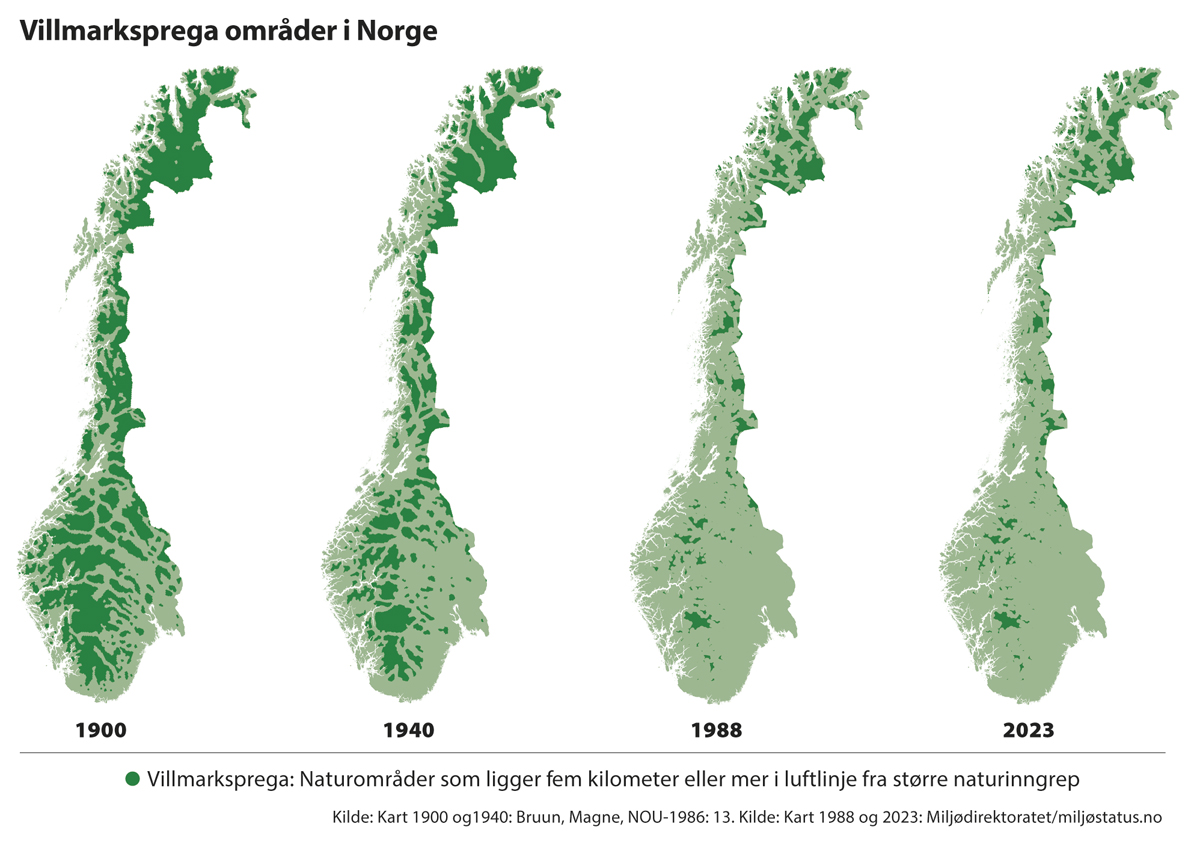 Villmarksprega områder i Norge
1900
1940
1988
2023
Villmarksprega: Naturområder som ligger fem kilometer eller mer i luftlinje fra større naturinngrep
Kilde: Kart 1900 og1940: Bruun, Magne, NOU-1986: 13. Kilde: Kart 1988 og 2023: Miljødirektoratet/miljøstatus.no